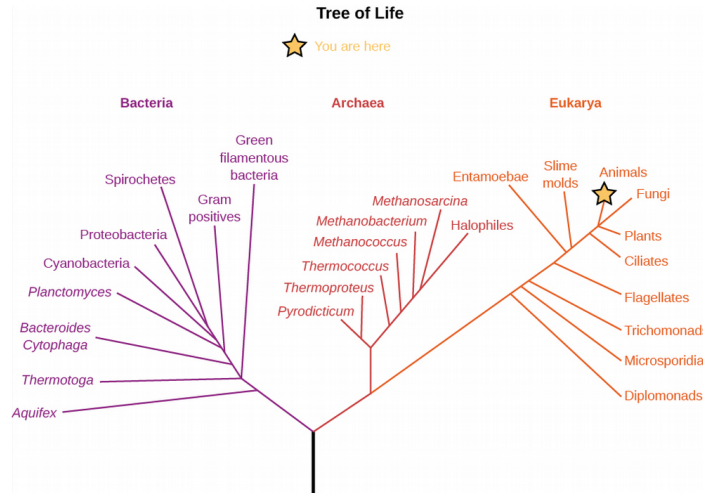 Tree of Life
You are here
Bacteria
Archaea
Eukarya
Green
filamentous
bacteria
Spirochetes
Gram
positives
Proteobacteria
Cyanobacteria
Planctomyces
Bacteroides
Cytophaga
Thermotoga
Aquifex
Methanosarcina
Methanobacterium
Halophiles
Methanococcus
Thermococcus
Thermoproteus
Pyrodicticum
Entamoebae
Slime
molds
Animals
Fungi
Plants
Ciliates
Flagellates
Trichomonads
Microsporidia
Diplomonads